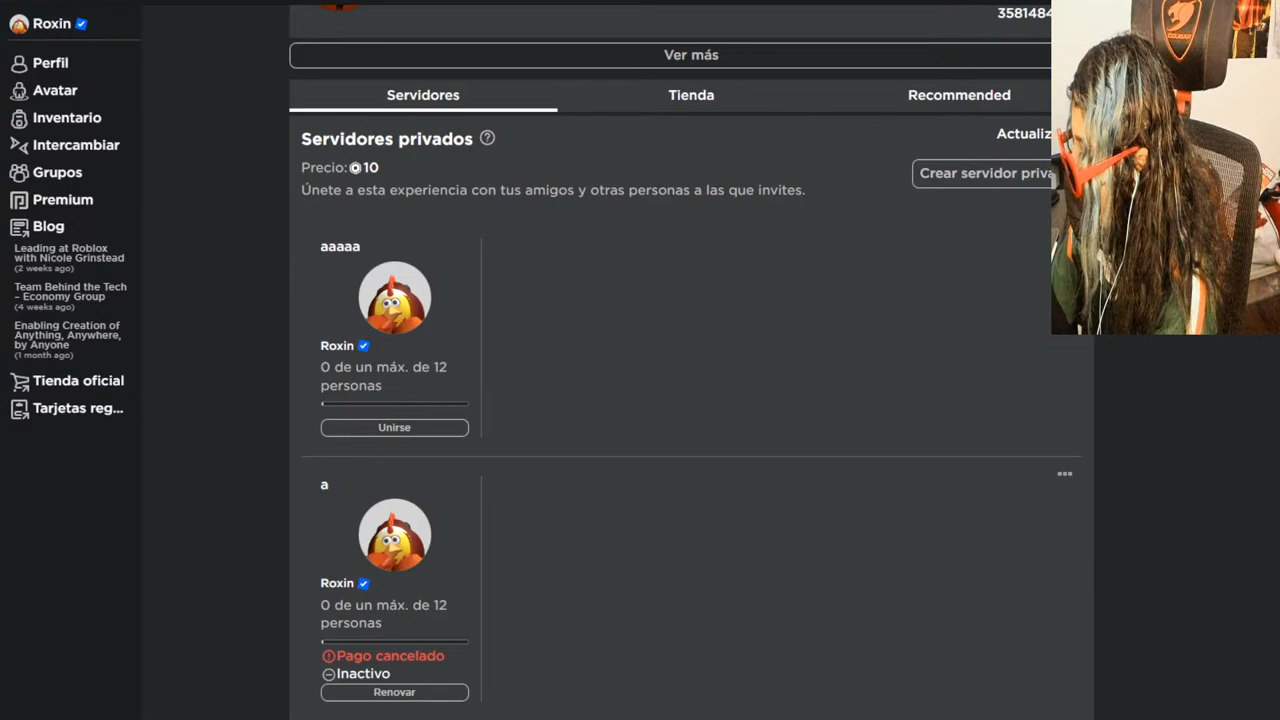 Roxin
Perfil
Avatar
Inventario
Intercambiar
Grupos
Premium
Blog
Leading at Roblox
with Nicole Grinstead
(2 weeks ago)
Team Behind the Tech
- Economy Group
(4 weeks ago)
Enabling Creation of
Anything, Anywhere,
by Anyone
(1 month ago)
Tienda oficial
Tarjetas reg...
3581484
Ver más
Servidores
Tienda
Recommended
Servidores privados
Actualiz
Precio: 10
Únete a esta experiencia con tus amigos y otras personas a las que invites.
Crear servidor priva
aaaaa
Roxin
0 de un máx. de 12
personas
Unirse
a
Roxin
0 de un máx. de 12
personas
Pago cancelado
Inactivo
Renovar
COUGAR